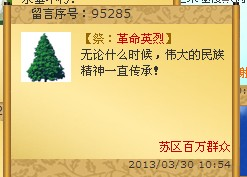 留言序号：95285
【祭：革命英烈】
无论什么时候，伟大的民族
精神一直传承！
苏区百万群众
2013/03/30 10:54